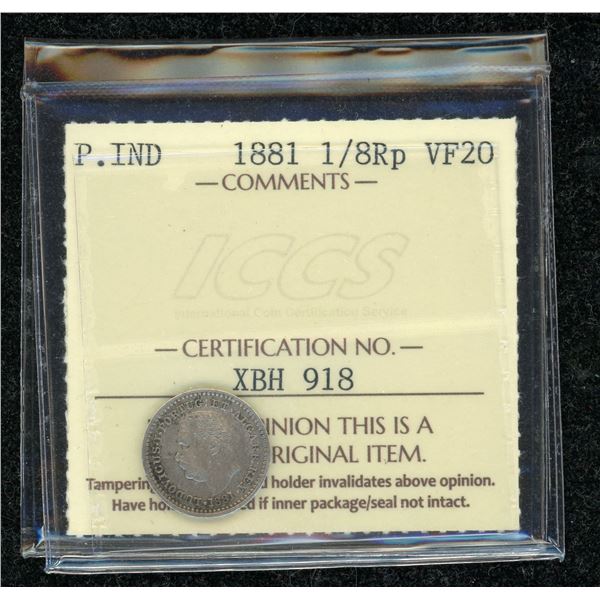 P.IND 1881 1/8Rp VF20
— COMMENTS —
ICCS
International Coin Certification Service
— CERTIFICATION NO. —
XBH 918
INION THIS IS A
RIGINAL ITEM.
Tampering d holder invalidates above opinion.
Have ho d if inner package/seal not intact.